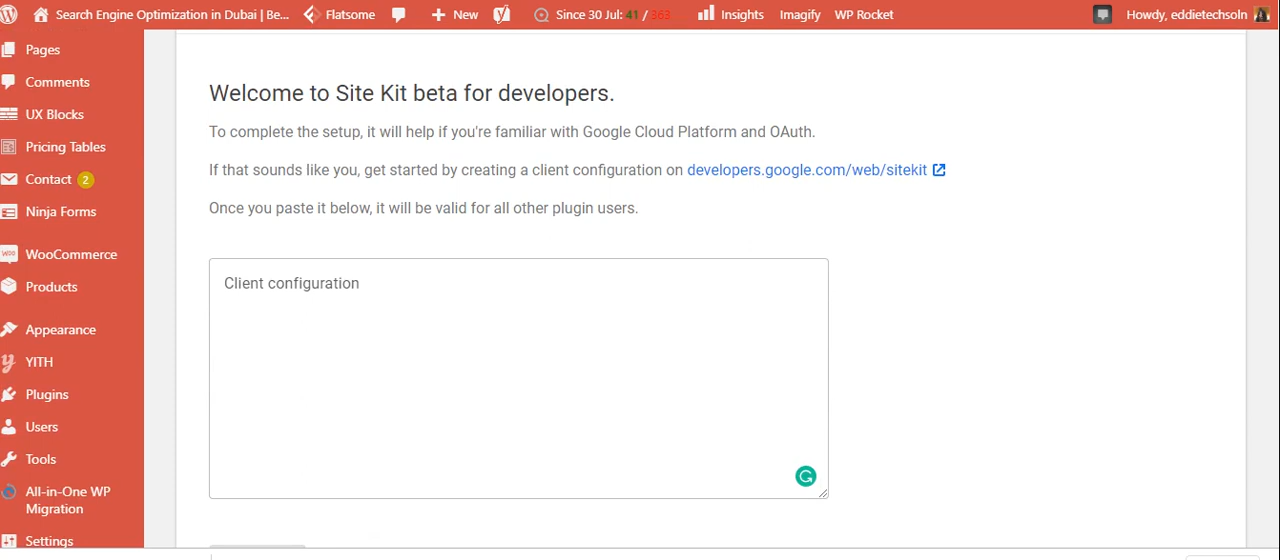 Search Engine Optimization in Dubai | Be... Flatsome New Since 30 Jul: 41 / 363 Insights Imagify WP Rocket Howdy, eddietechsoln
Pages
Comments
UX Blocks
Pricing Tables
Contact 2
Ninja Forms
WooCommerce
Products
Appearance
YITH
Plugins
Users
Tools
All-in-One WP
Migration
Settings
Welcome to Site Kit beta for developers.
To complete the setup, it will help if you're familiar with Google Cloud Platform and OAuth.
If that sounds like you, get started by creating a client configuration on developers.google.com/web/sitekit
Once you paste it below, it will be valid for all other plugin users.
Client configuration